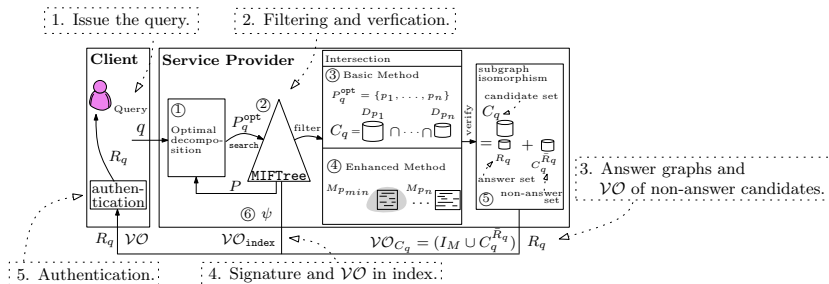 1. Issue the query.
2. Filtering and verfication.
Client
Service Provider
Intersection
③ Basic Method
P_q^opt = {p_1, . . . , p_n}
D_{p_1} D_{p_n}
C_q = ∩ · · · ∩
④ Enhanced Method
M_{p_min} M_{p_n}
. . .
subgraph
isomorphism
candidate set
C_q
= +
R_q C_q^{R̄_q}
answer set
non-answer
set
⑤
verify
Query
q
①
Optimal
decompo-
sition
P_q^opt
search
②
filter
MIFTree
P
R_q
authen-
tication
⑥ ψ
R_q VO
VO_index
VO_{C_q} = (I_M ∪ C_q^{R̄_q})
R_q
3. Answer graphs and
VO of non-answer candidates.
5. Authentication.
4. Signature and VO in index.